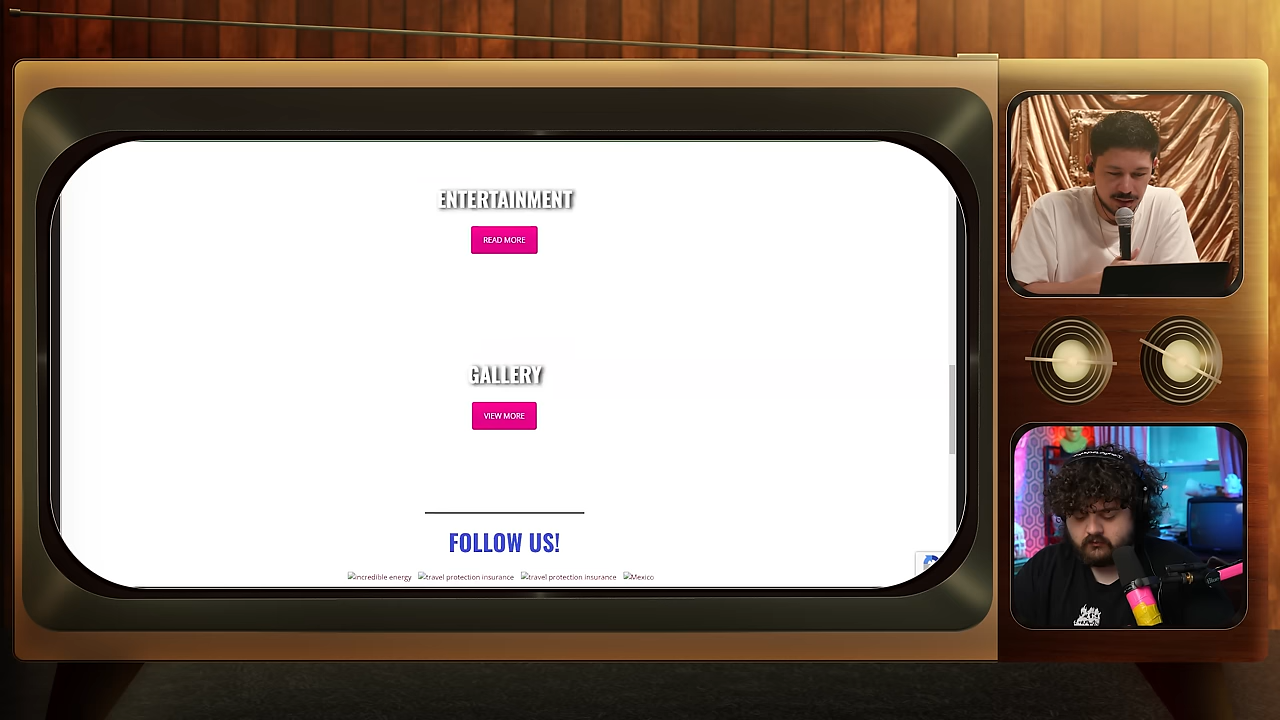 ENTERTAINMENT
READ MORE
GALLERY
VIEW MORE
FOLLOW US!
incredible energy travel protection insurance travel protection insurance Mexico